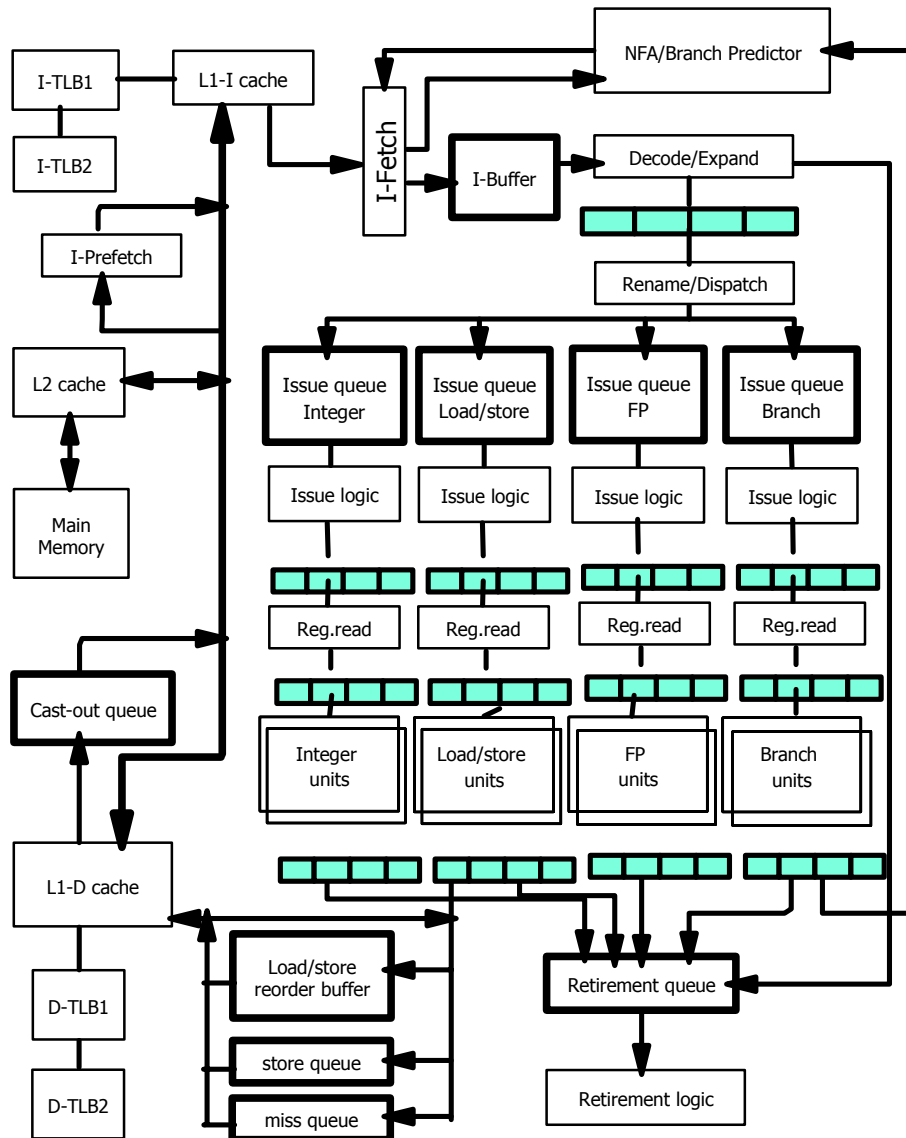 NFA/Branch Predictor
I-TLB1
L1-I cache
I-TLB2
I-Fetch
I-Buffer
Decode/Expand
I-Prefetch
Rename/Dispatch
L2 cache
Issue queue
Integer
Issue queue
Load/store
Issue queue
FP
Issue queue
Branch
Main
Memory
Issue logic
Issue logic
Issue logic
Issue logic
Reg.read
Reg.read
Reg.read
Reg.read
Cast-out queue
Integer
units
Load/store
units
FP
units
Branch
units
L1-D cache
Load/store
reorder buffer
Retirement queue
D-TLB1
store queue
D-TLB2
miss queue
Retirement logic